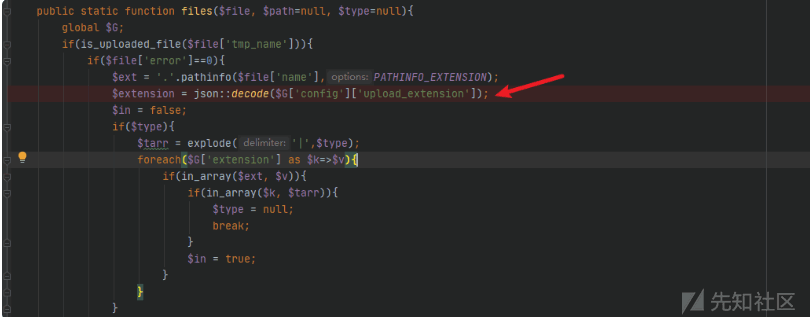 public static function files($file, $path=null, $type=null){
global $G;
if(is_uploaded_file($file['tmp_name'])){
if($file['error']==0){
$ext = '.'.pathinfo($file['name'], options: PATHINFO_EXTENSION);
$extension = json::decode($G['config']['upload_extension']);
$in = false;
if($type){
$tarr = explode( delimiter: '|',$type);
foreach($G['extension'] as $k=>$v){
if(in_array($ext, $v)){
if(in_array($k, $tarr)){
$type = null;
break;
}
$in = true;
}
}
}
先知社区